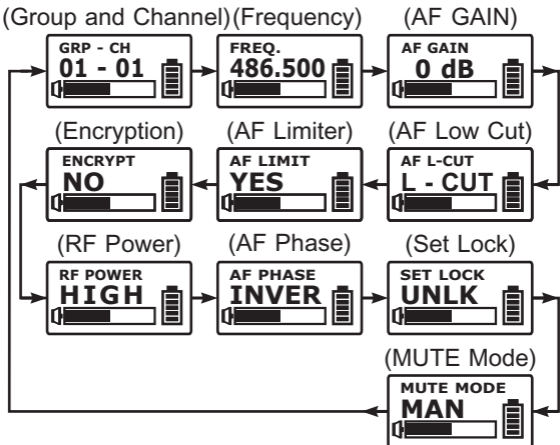 (Group and Channel) (Frequency) (AF GAIN)
GRP - CH
01 - 01
FREQ.
486.500
AF GAIN
0 dB
(Encryption) (AF Limiter) (AF Low Cut)
ENCRYPT
NO
AF LIMIT
YES
AF L-CUT
L - CUT
(RF Power) (AF Phase) (Set Lock)
RF POWER
HIGH
AF PHASE
INVER
SET LOCK
UNLK
(MUTE Mode)
MUTE MODE
MAN